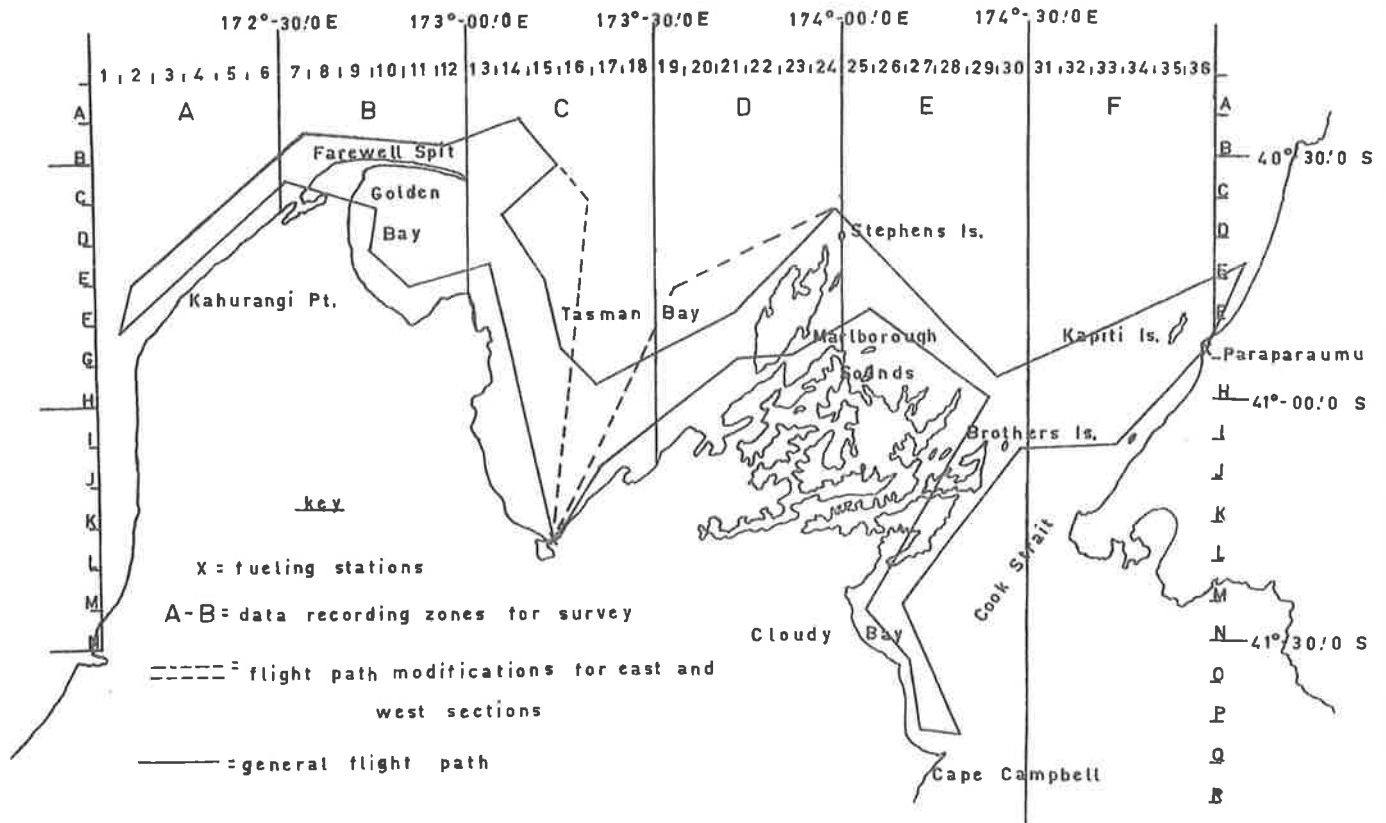 172°-30!0 E 173°-00!0 E 173°-30!0 E 174°-00!0 E 174°-30!0 E
1 2 3 4 5 6 7 8 9 10 11 12 13 14 15 16 17 18 19 20 21 22 23 24 25 26 27 28 29 30 31 32 33 34 35 36
A B C D E F
A
B
C
D
E
F
G
H
I
J
K
L
M
N
A
B
C
D
E
F
G
H
I
J
K
L
M
N
O
P
Q
R
40°-30!0 S
41°-00!0 S
41°-30!0 S
Farewell Spit
Golden
Bay
Stephens Is.
Kahurangi Pt.
Tasman Bay
Marlborough
Sounds
Kapiti Is.
Paraparaumu
Brothers Is.
Cook Strait
Cloudy Bay
Cape Campbell
key
X = fueling stations
A-B = data recording zones for survey
= flight path modifications for east and
west sections
= general flight path